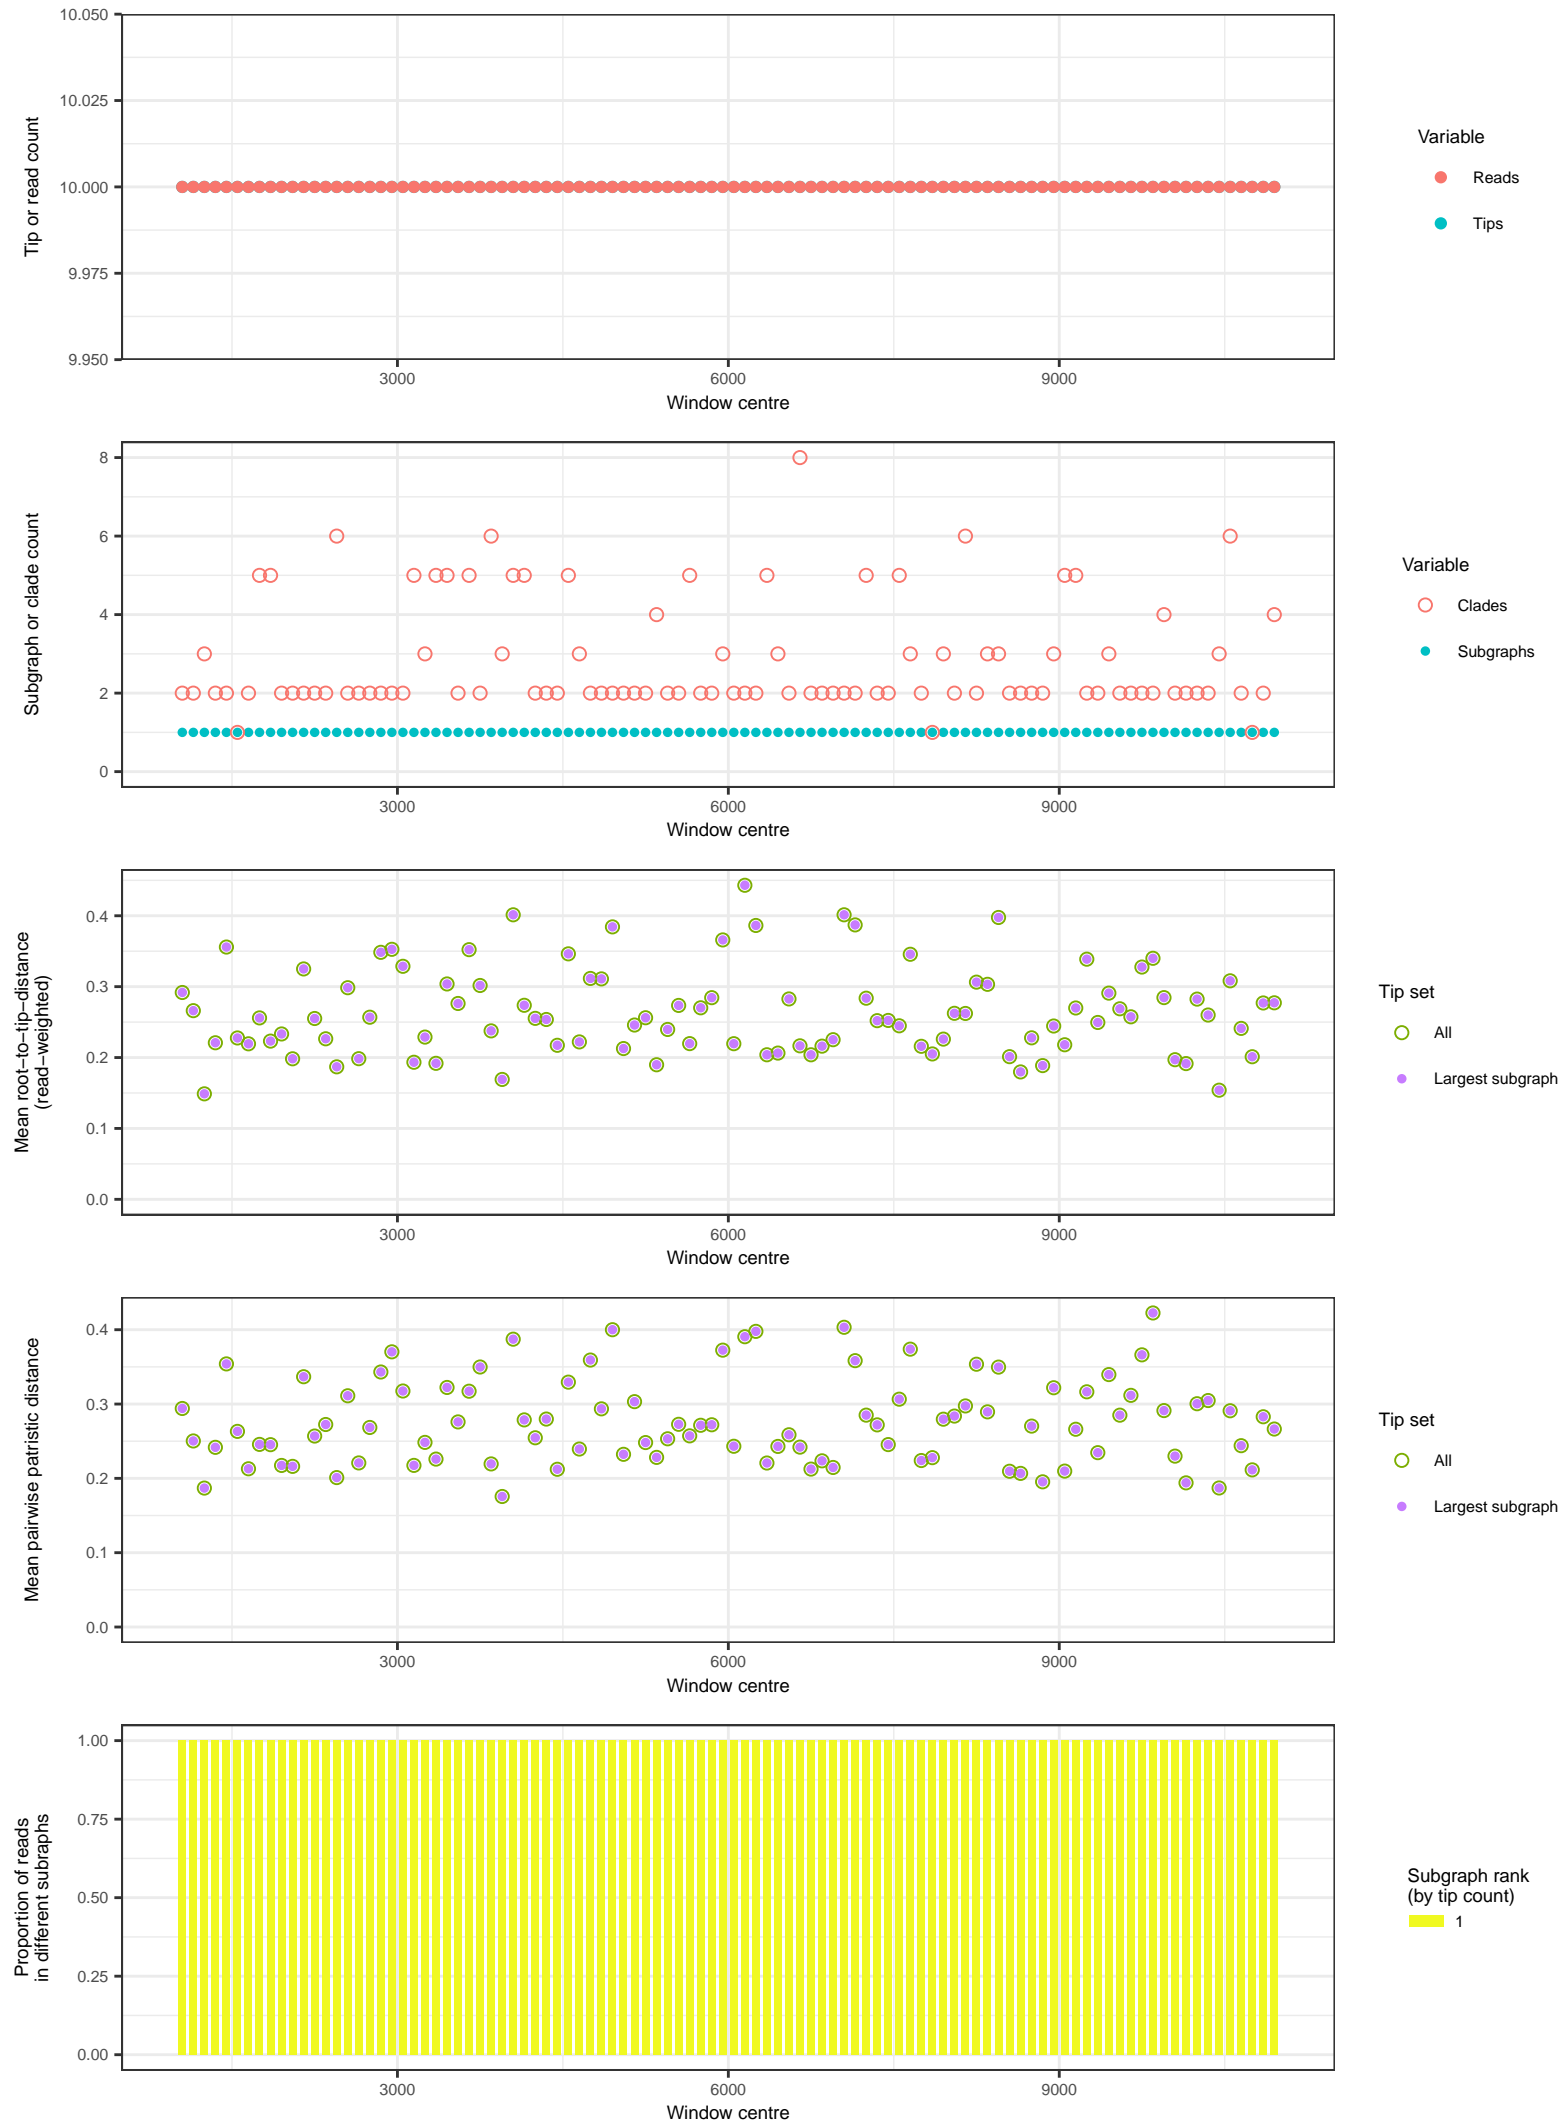 10.050
10.025
10.000
9.975
9.950
Tip or read count
3000
6000
9000
Window centre
Variable
Reads
Tips
8
6
4
2
0
Subgraph or clade count
3000
6000
9000
Window centre
Variable
Clades
Subgraphs
0.4
0.3
0.2
0.1
0.0
Mean root−to−tip−distance
(read−weighted)
3000
6000
9000
Window centre
Tip set
All
Largest subgraph
0.4
0.3
0.2
0.1
0.0
Mean pairwise patristic distance
3000
6000
9000
Window centre
Tip set
All
Largest subgraph
1.00
0.75
0.50
0.25
0.00
Proportion of reads
in different subraphs
3000
6000
9000
Window centre
Subgraph rank
(by tip count)
1